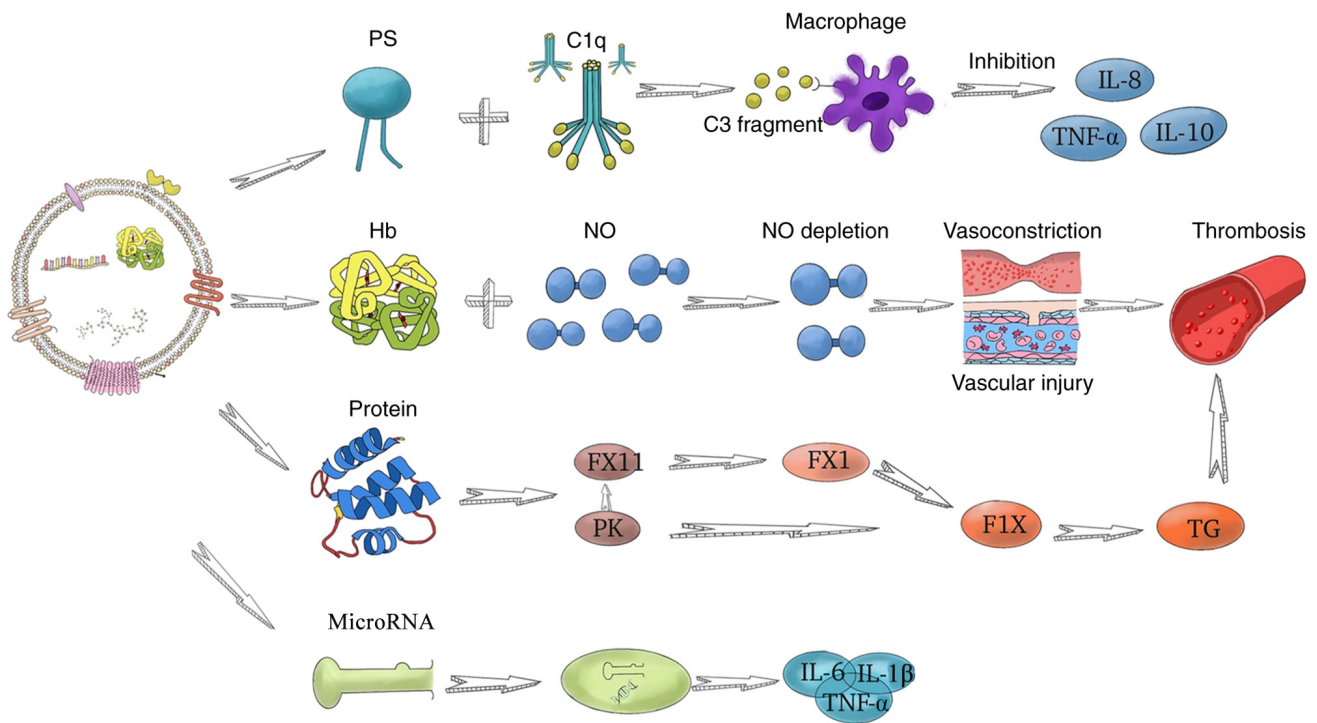 PS
C1q
Macrophage
C3 fragment
Inhibition
IL-8
TNF-α
IL-10
Hb
NO
NO depletion
Vasoconstriction
Vascular injury
Thrombosis
Protein
FX11
PK
FX1
F1X
TG
MicroRNA
IL-6
IL-1β
TNF-α